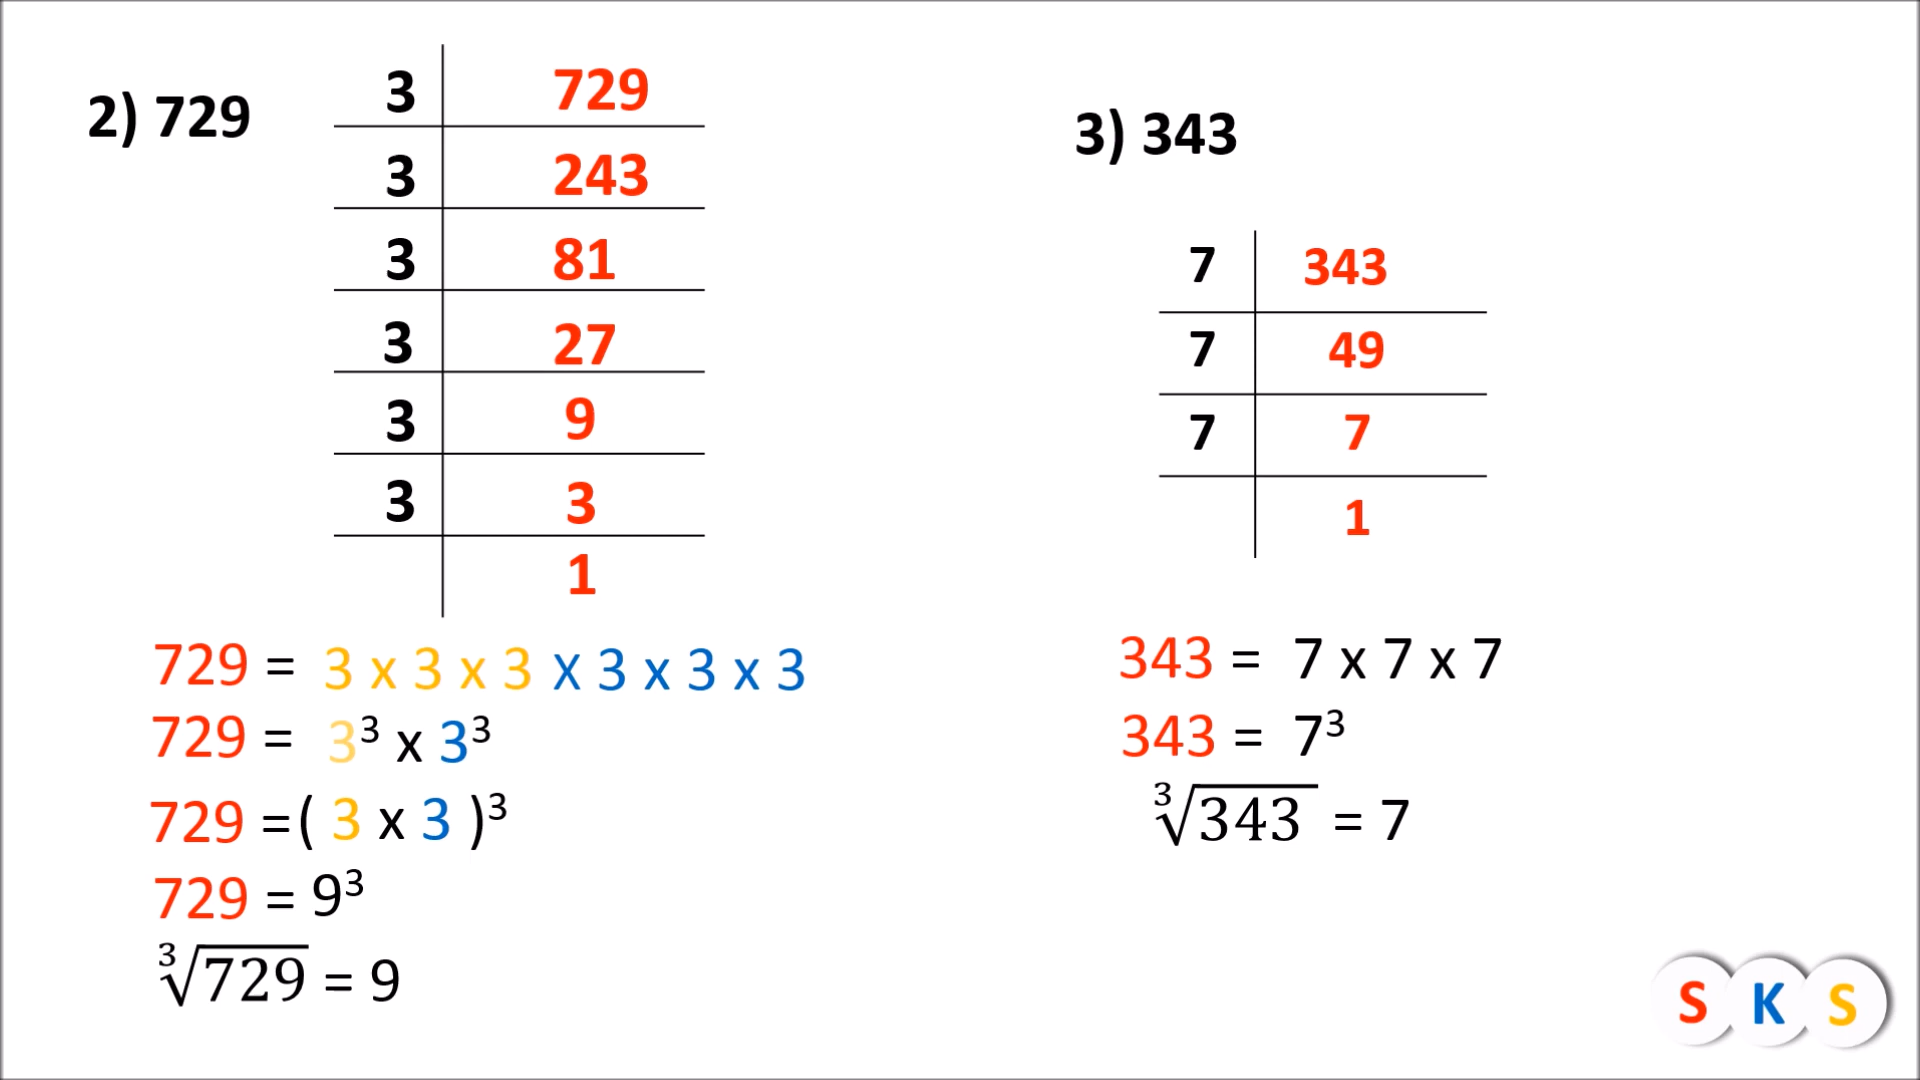 2) 729
3 729
3 243
3 81
3 27
3 9
3 3
1
729 = 3 x 3 x 3 x 3 x 3 x 3
729 = 3³ x 3³
729 =( 3 x 3 )³
729 = 9³
∛729 = 9
3) 343
7 343
7 49
7 7
1
343 = 7 x 7 x 7
343 = 7³
∛343 = 7
S K S